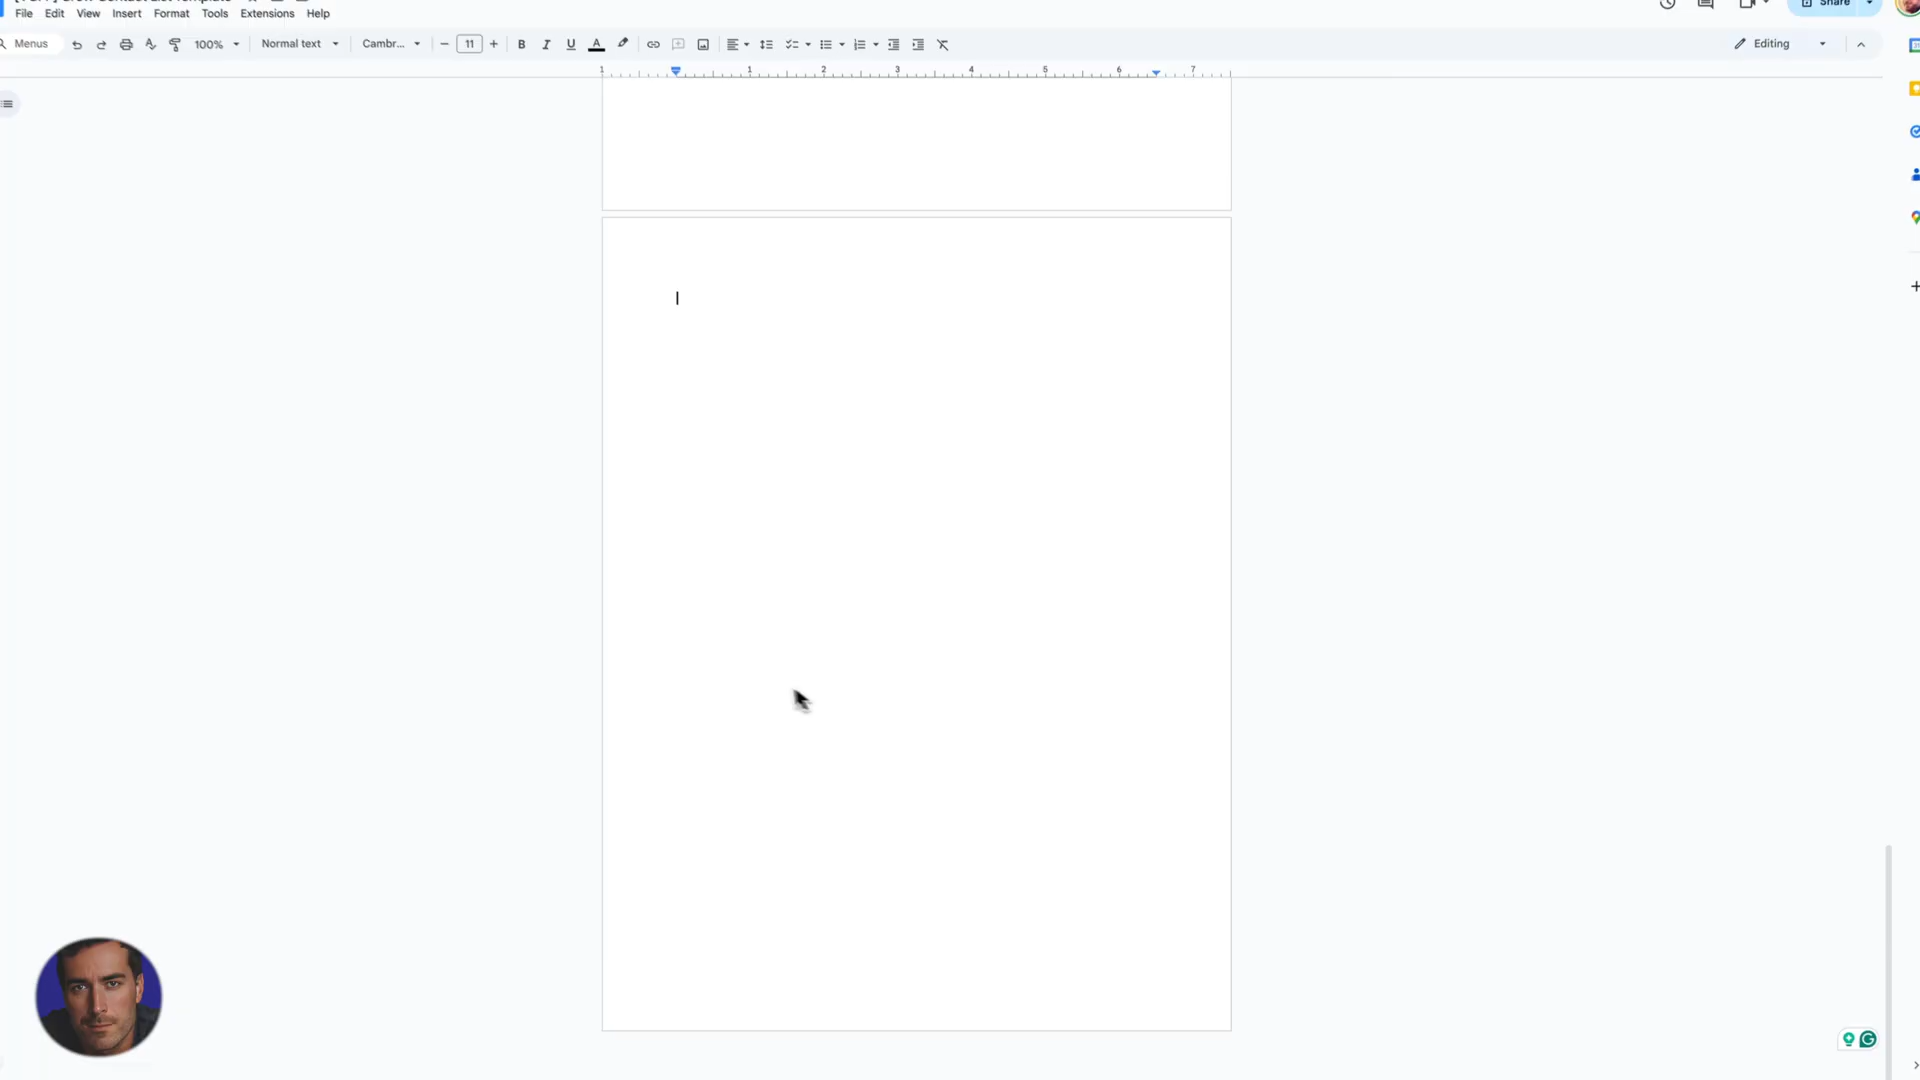 File Edit View Insert Format Tools Extensions Help
Share
Menus 100% Normal text Cambr... 11 Editing
1 1 2 3 4 5 6 7